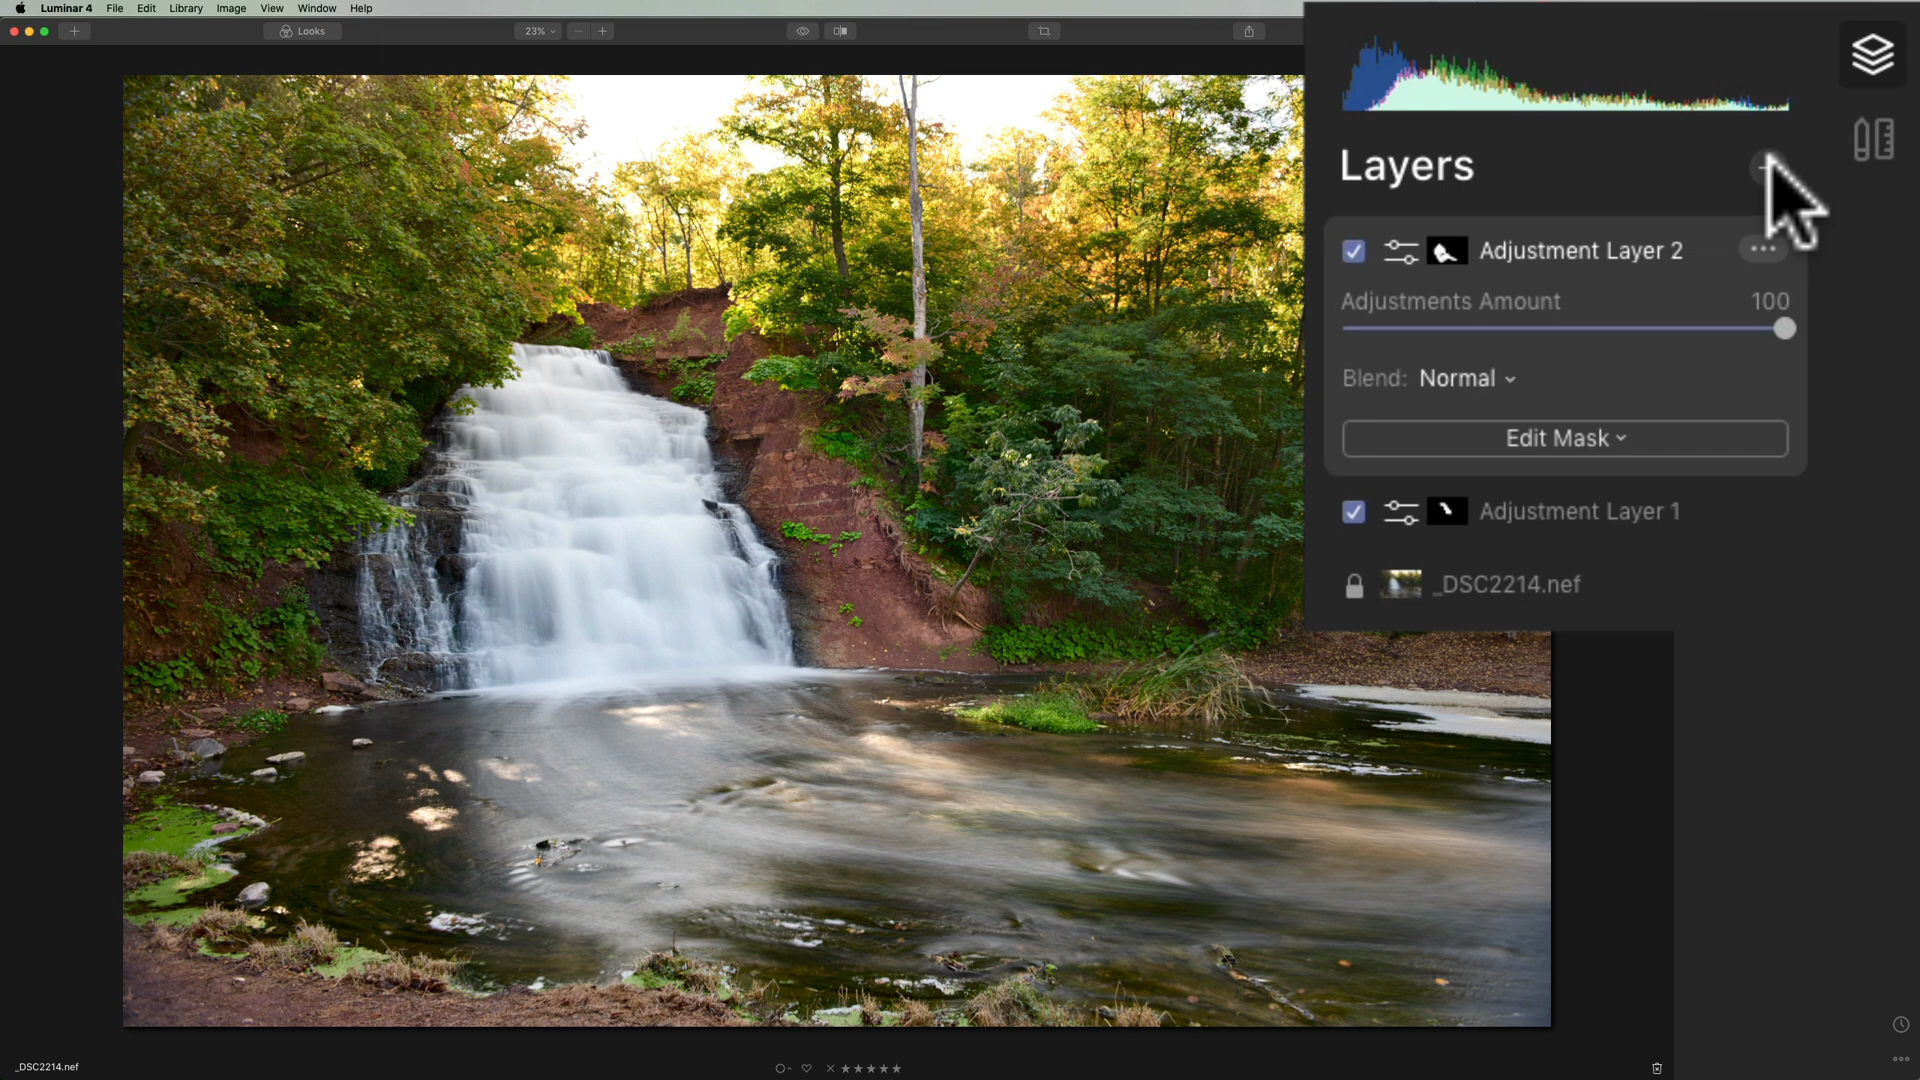 Luminar 4 File Edit Library Image View Window Help
Looks
23%
Layers
Adjustment Layer 2
Adjustments Amount 100
Blend: Normal
Edit Mask
Adjustment Layer 1
_DSC2214.nef
_DSC2214.nef